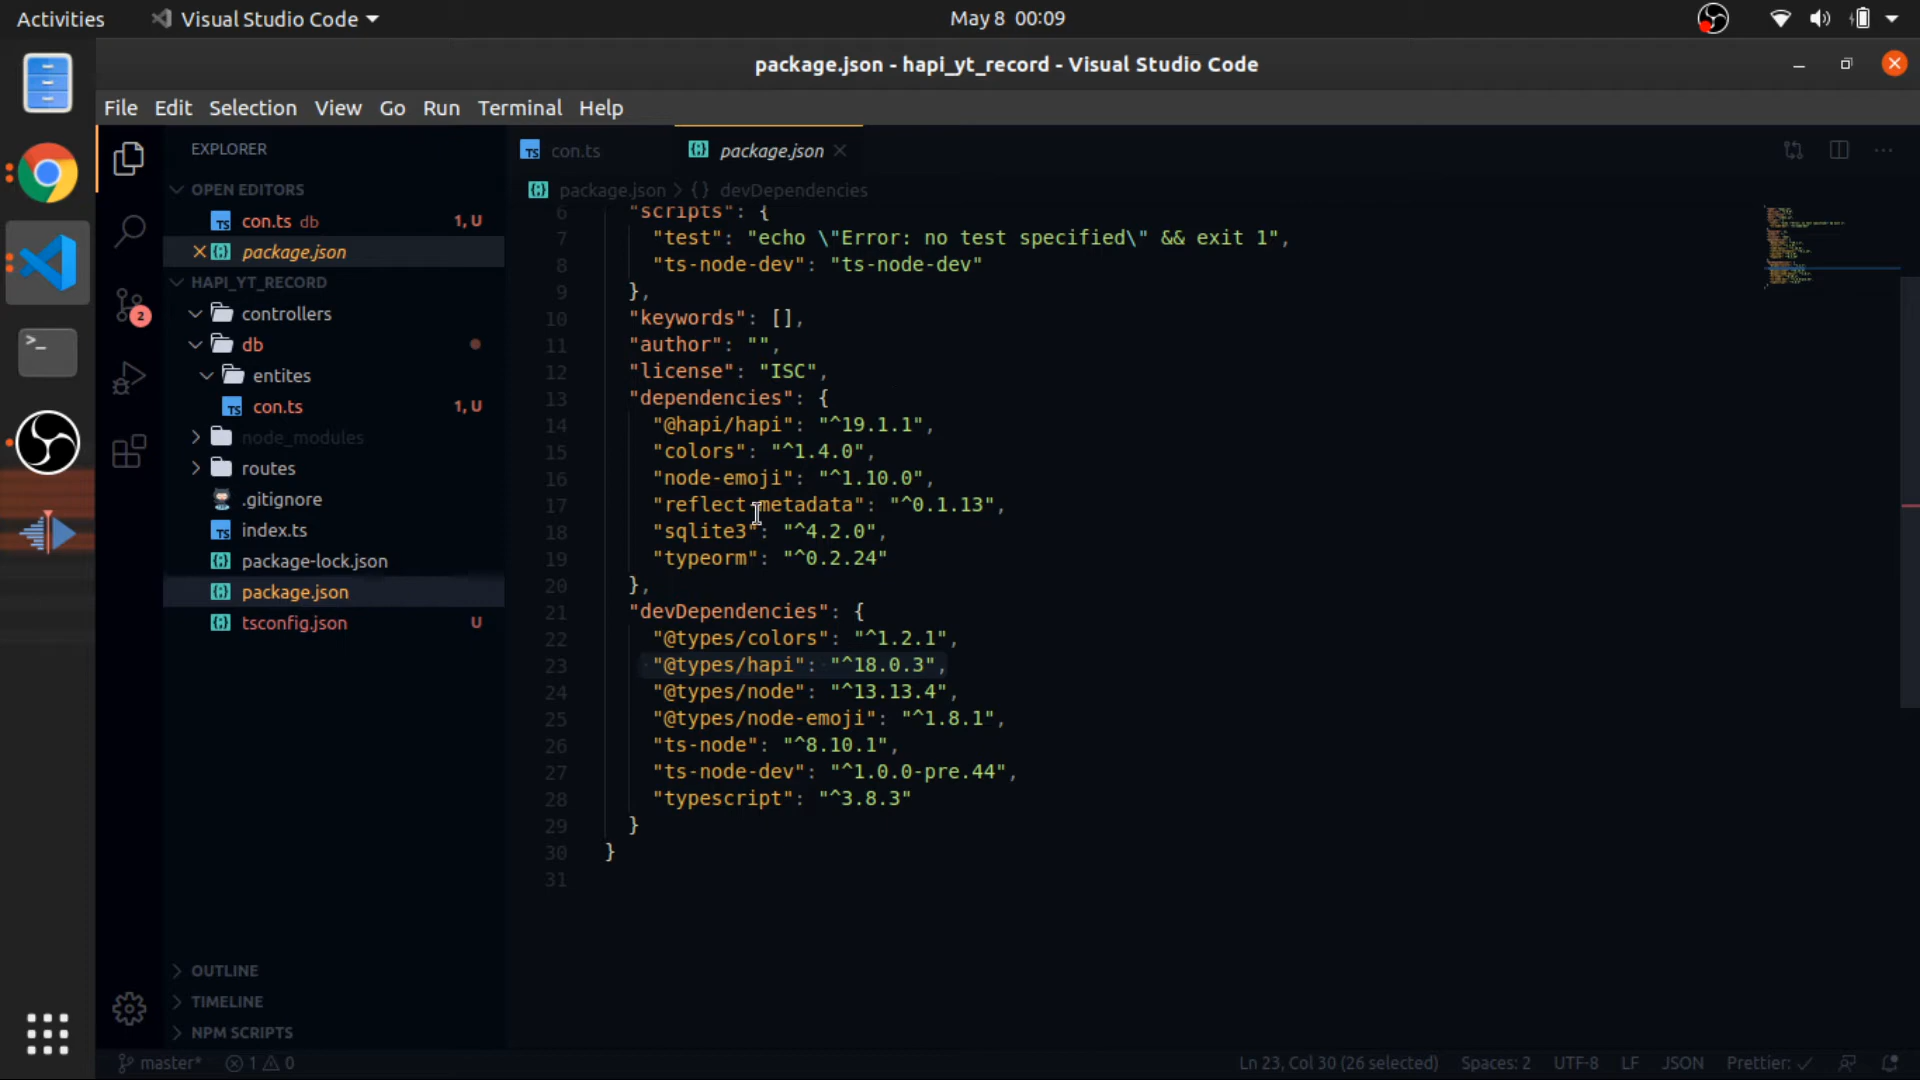 Activities
Visual Studio Code
May 8 00:09
package.json - hapi_yt_record - Visual Studio Code
File Edit Selection View Go Run Terminal Help
EXPLORER
OPEN EDITORS
con.ts db 1, U
package.json
HAPI_YT_RECORD
controllers
db
entites
con.ts 1, U
node_modules
routes
.gitignore
index.ts
package-lock.json
package.json
tsconfig.json U
OUTLINE
TIMELINE
NPM SCRIPTS
2
con.ts
package.json
package.json > {} devDependencies
6 "scripts": {
7 "test": "echo \"Error: no test specified\" && exit 1",
8 "ts-node-dev": "ts-node-dev"
9 },
10 "keywords": [],
11 "author": "",
12 "license": "ISC",
13 "dependencies": {
14 "@hapi/hapi": "^19.1.1",
15 "colors": "^1.4.0",
16 "node-emoji": "^1.10.0",
17 "reflect-metadata": "^0.1.13",
18 "sqlite3": "^4.2.0",
19 "typeorm": "^0.2.24"
20 },
21 "devDependencies": {
22 "@types/colors": "^1.2.1",
23 "@types/hapi": "^18.0.3",
24 "@types/node": "^13.13.4",
25 "@types/node-emoji": "^1.8.1",
26 "ts-node": "^8.10.1",
27 "ts-node-dev": "^1.0.0-pre.44",
28 "typescript": "^3.8.3"
29 }
30 }
31
master* 1 0
Ln 23, Col 30 (26 selected) Spaces: 2 UTF-8 LF JSON Prettier: ✓